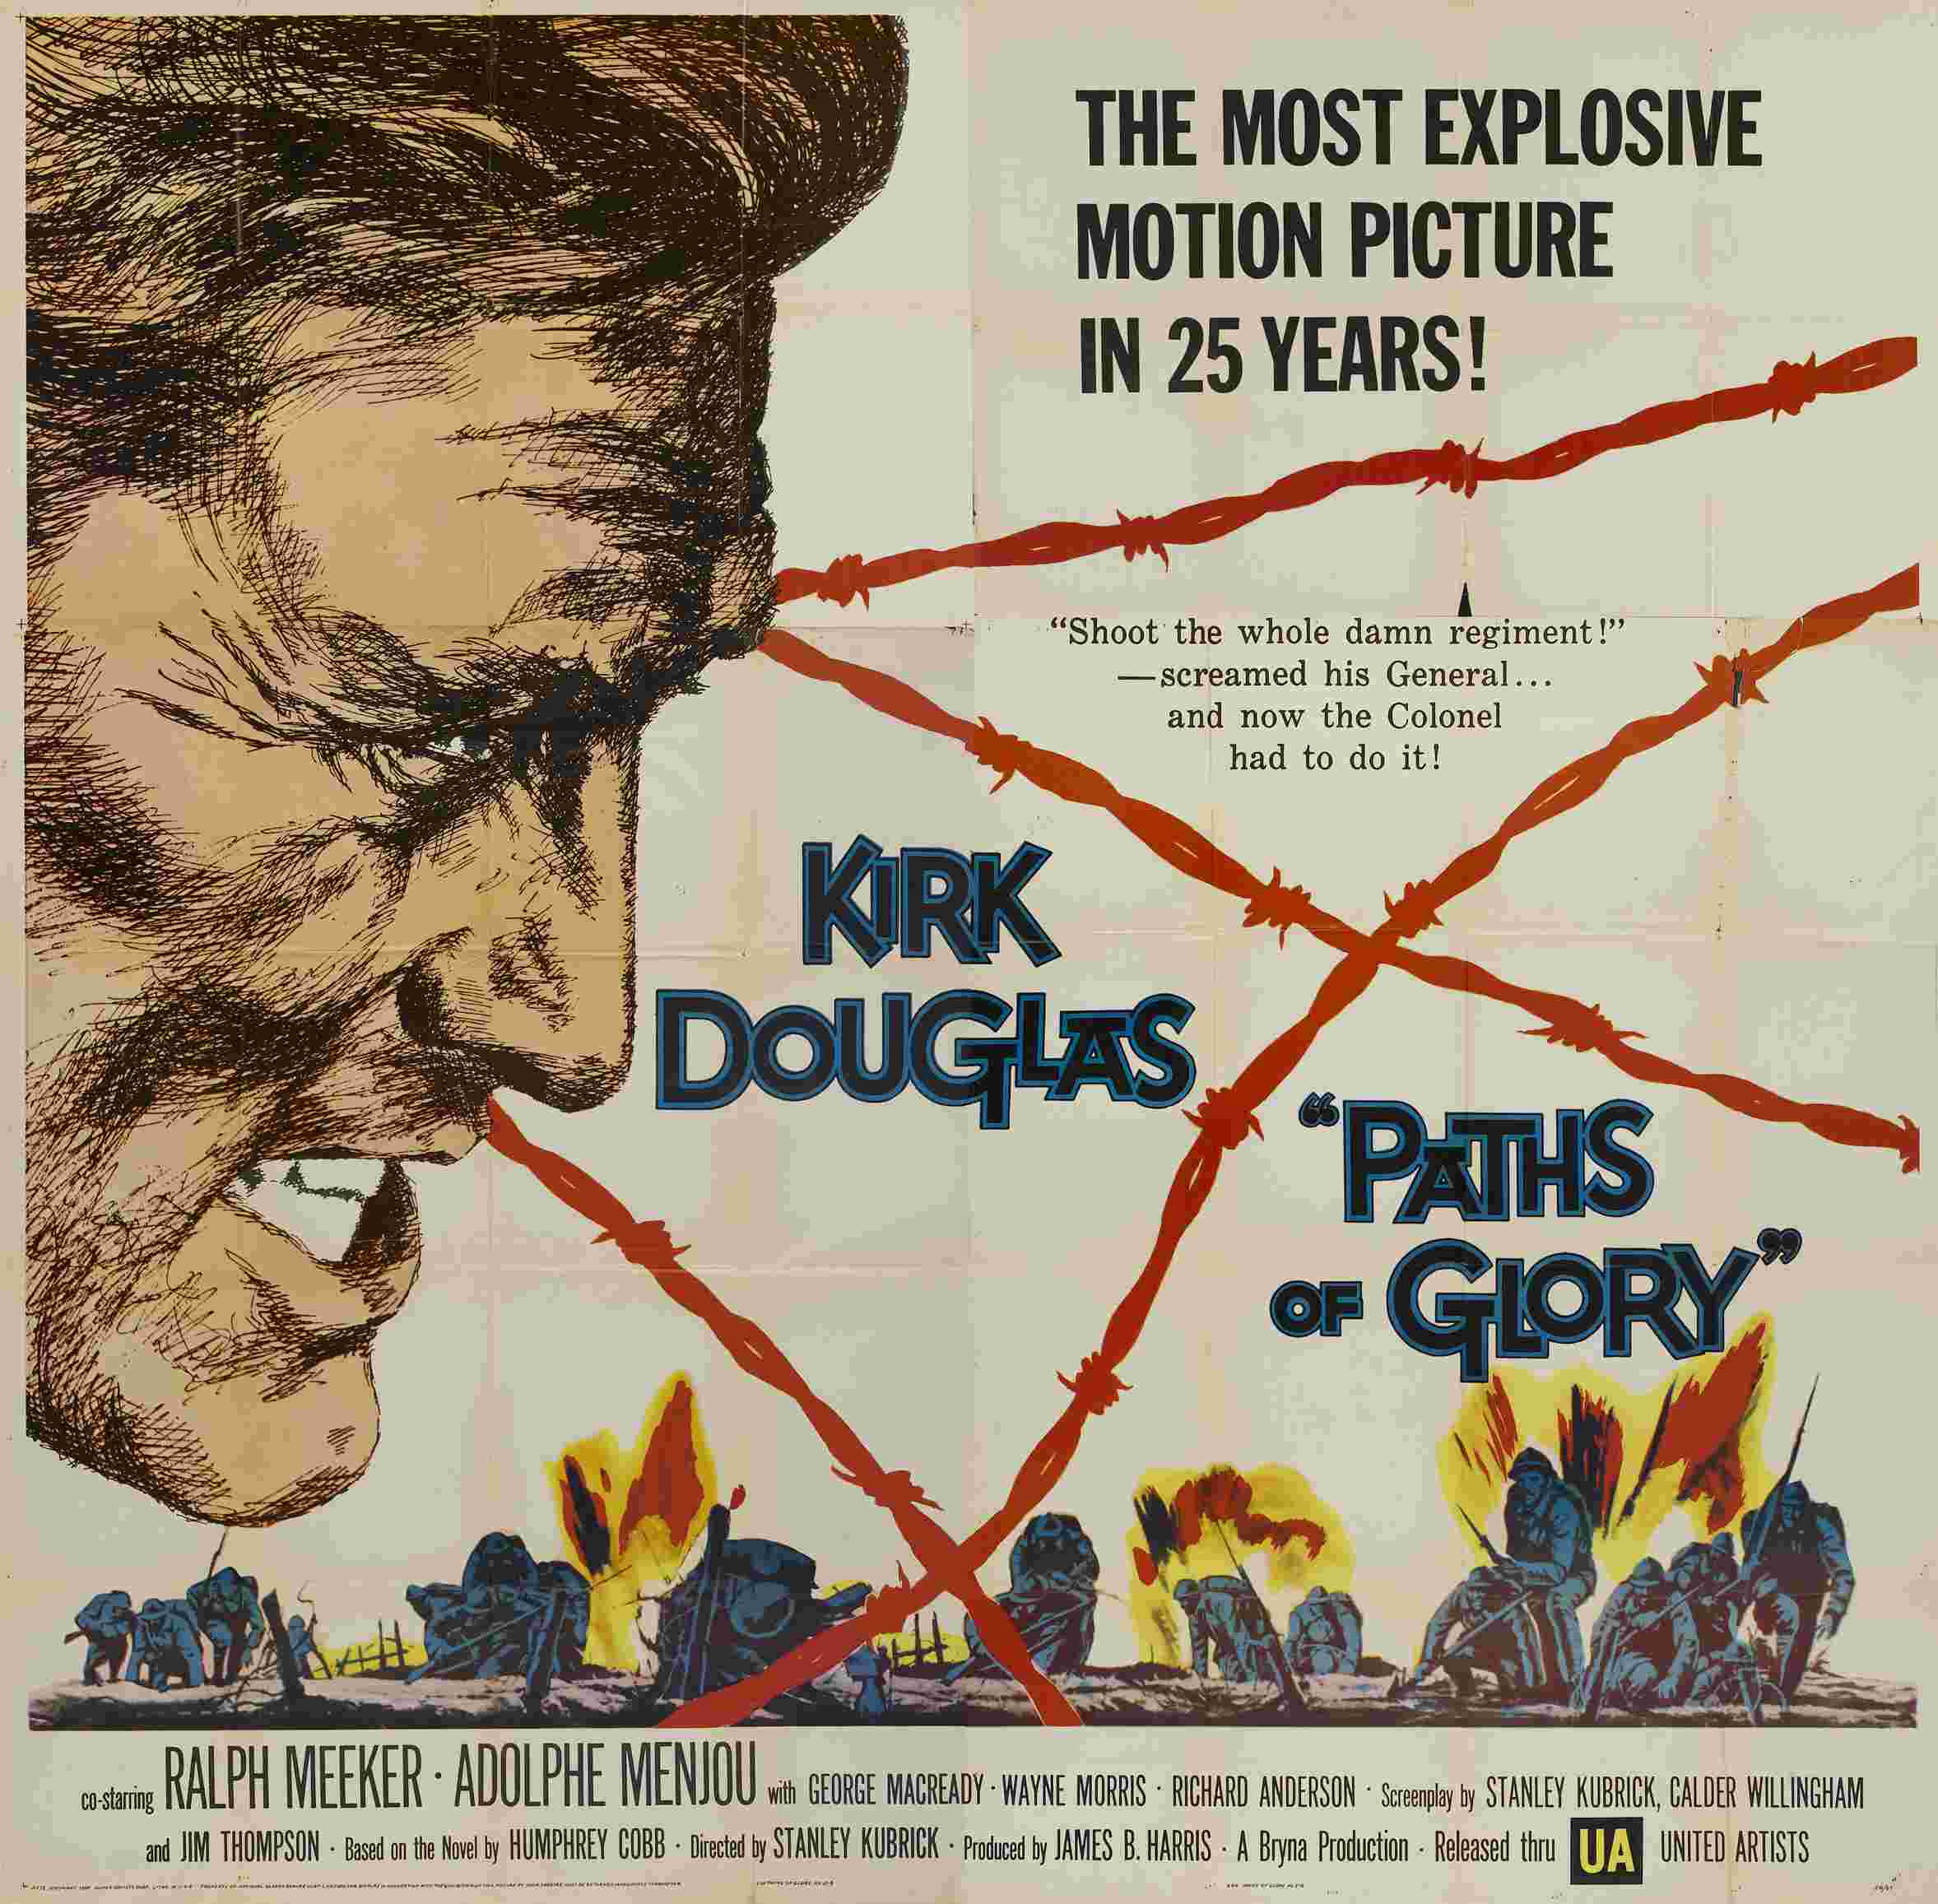 THE MOST EXPLOSIVE
MOTION PICTURE
IN 25 YEARS!
“Shoot the whole damn regiment!”
—screamed his General...
and now the Colonel
had to do it!
KIRK
DOUGLAS
“PATHS
OF GLORY”
co-starring RALPH MEEKER · ADOLPHE MENJOU with GEORGE MACREADY · WAYNE MORRIS · RICHARD ANDERSON · Screenplay by STANLEY KUBRICK, CALDER WILLINGHAM
and JIM THOMPSON · Based on the Novel by HUMPHREY COBB · Directed by STANLEY KUBRICK · Produced by JAMES B. HARRIS · A Bryna Production · Released thru UA UNITED ARTISTS